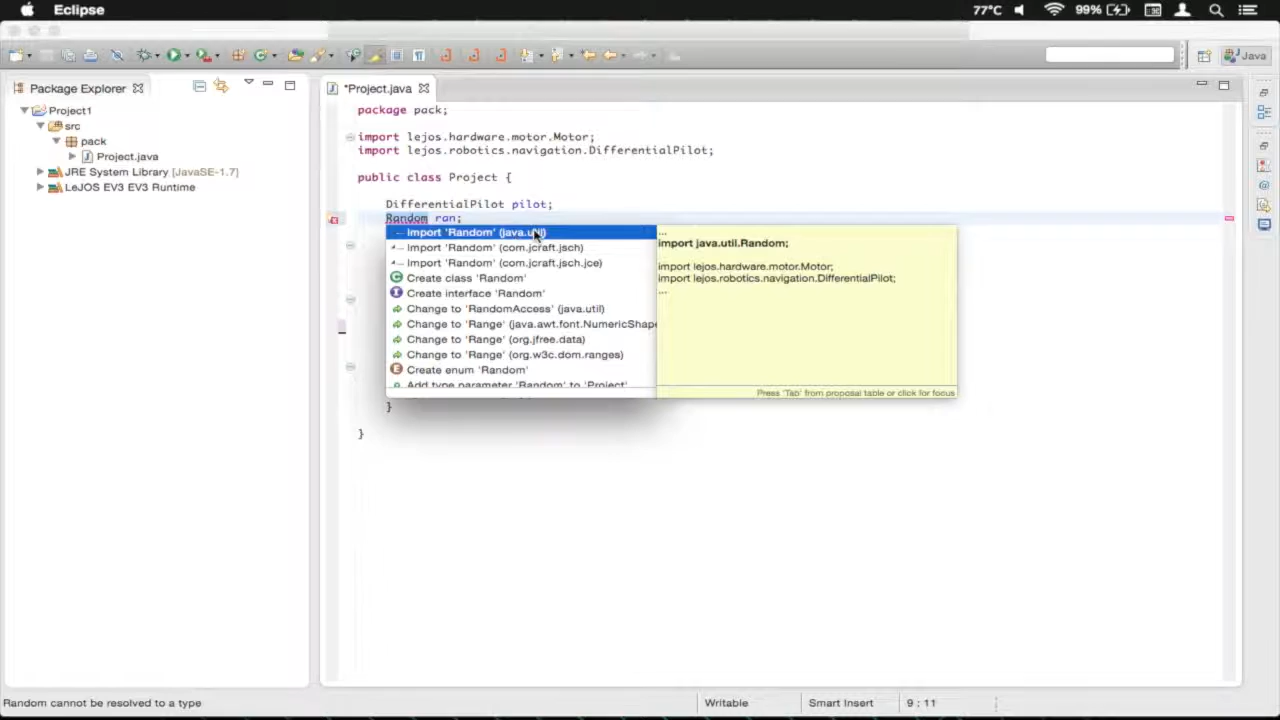 Eclipse
77°C
99%
Java
Package Explorer
Project1
src
pack
Project.java
JRE System Library [JavaSE-1.7]
LeJOS EV3 EV3 Runtime
*Project.java
package pack;
import lejos.hardware.motor.Motor;
import lejos.robotics.navigation.DifferentialPilot;
public class Project {
DifferentialPilot pilot;
Random ran;
Import 'Random' (java.util)
Import 'Random' (com.jcraft.jsch)
Import 'Random' (com.jcraft.jsch.jce)
Create class 'Random'
Create interface 'Random'
Change to 'RandomAccess' (java.util)
Change to 'Range' (java.awt.font.NumericShape
Change to 'Range' (org.jfree.data)
Change to 'Range' (org.w3c.dom.ranges)
Create enum 'Random'
Add type parameter 'Random' to 'Project'
...
import java.util.Random;
import lejos.hardware.motor.Motor;
import lejos.robotics.navigation.DifferentialPilot;
...
Press 'Tab' from proposal table or click for focus
}
}
Random cannot be resolved to a type
Writable
Smart Insert
9 : 11